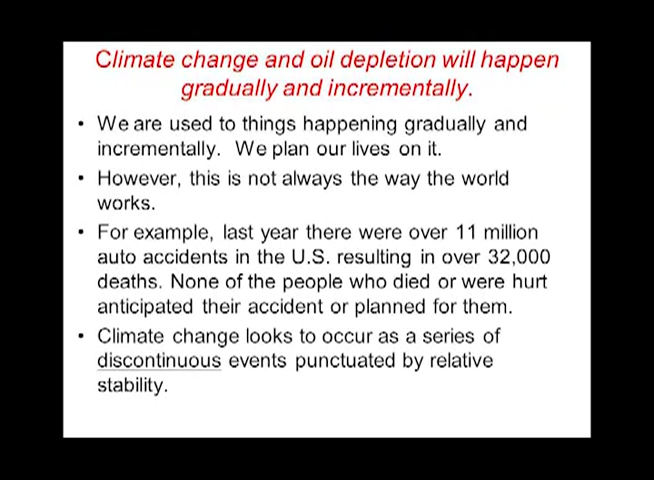 Climate change and oil depletion will happen
gradually and incrementally.
• We are used to things happening gradually and
incrementally. We plan our lives on it.
• However, this is not always the way the world
works.
• For example, last year there were over 11 million
auto accidents in the U.S. resulting in over 32,000
deaths. None of the people who died or were hurt
anticipated their accident or planned for them.
• Climate change looks to occur as a series of
discontinuous events punctuated by relative
stability.